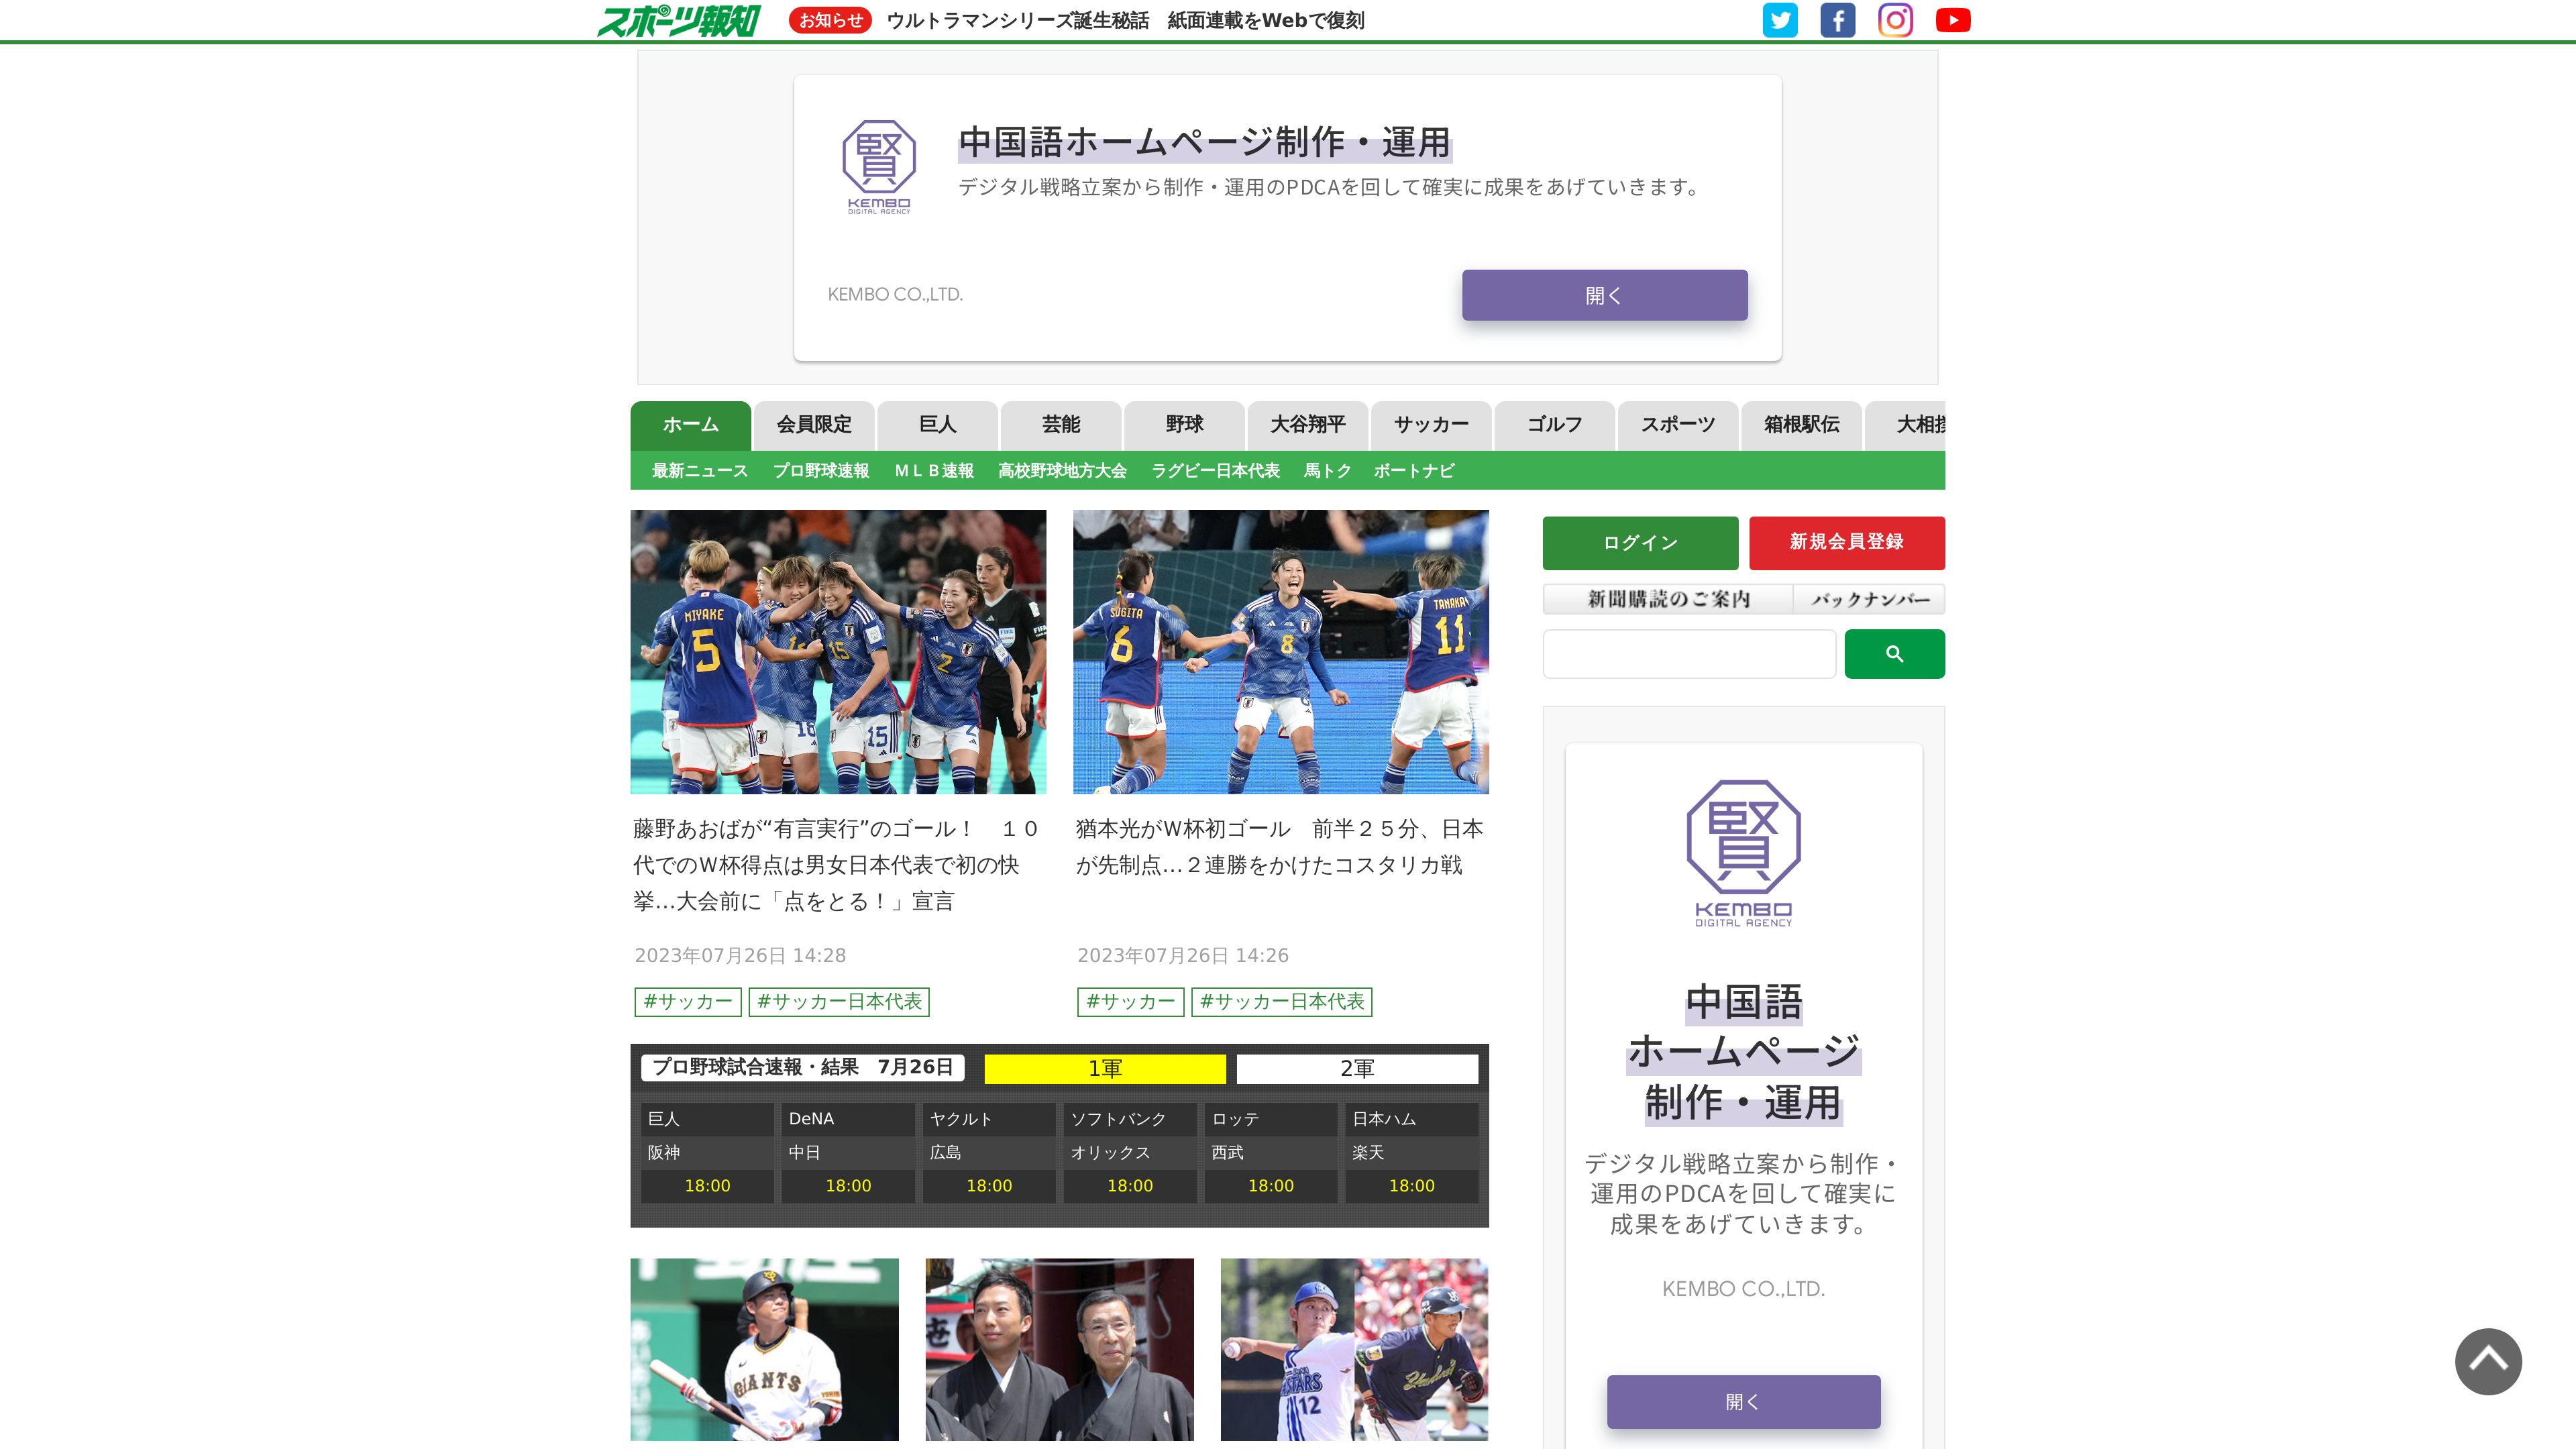 スポーツ報知
お知らせ ウルトラマンシリーズ誕生秘話　紙面連載をWebで復刻
賢
KEMBO
DIGITAL AGENCY
中国語ホームページ制作・運用
デジタル戦略立案から制作・運用のPDCAを回して確実に成果をあげていきます。
KEMBO CO.,LTD.
開く
ホーム 会員限定 巨人 芸能 野球 大谷翔平 サッカー ゴルフ スポーツ 箱根駅伝 大相
最新ニュース プロ野球速報 ＭＬＢ速報 高校野球地方大会 ラグビー日本代表 馬トク ボートナビ
MIYAKE
5
15
2
15
SUGITA
6
8
TANAKA
11
藤野あおばが“有言実行”のゴール！　１０
代でのＷ杯得点は男女日本代表で初の快
挙…大会前に「点をとる！」宣言
2023年07月26日 14:28
#サッカー #サッカー日本代表
猶本光がＷ杯初ゴール　前半２５分、日本
が先制点…２連勝をかけたコスタリカ戦
2023年07月26日 14:26
#サッカー #サッカー日本代表
ログイン 新規会員登録
新聞購読のご案内 バックナンバー
賢
KEMBO
DIGITAL AGENCY
中国語
ホームページ
制作・運用
デジタル戦略立案から制作・
運用のPDCAを回して確実に
成果をあげていきます。
KEMBO CO.,LTD.
開く
プロ野球試合速報・結果　7月26日 1軍 2軍
巨人 DeNA ヤクルト ソフトバンク ロッテ 日本ハム
阪神 中日 広島 オリックス 西武 楽天
18:00 18:00 18:00 18:00 18:00 18:00
GIANTS
12